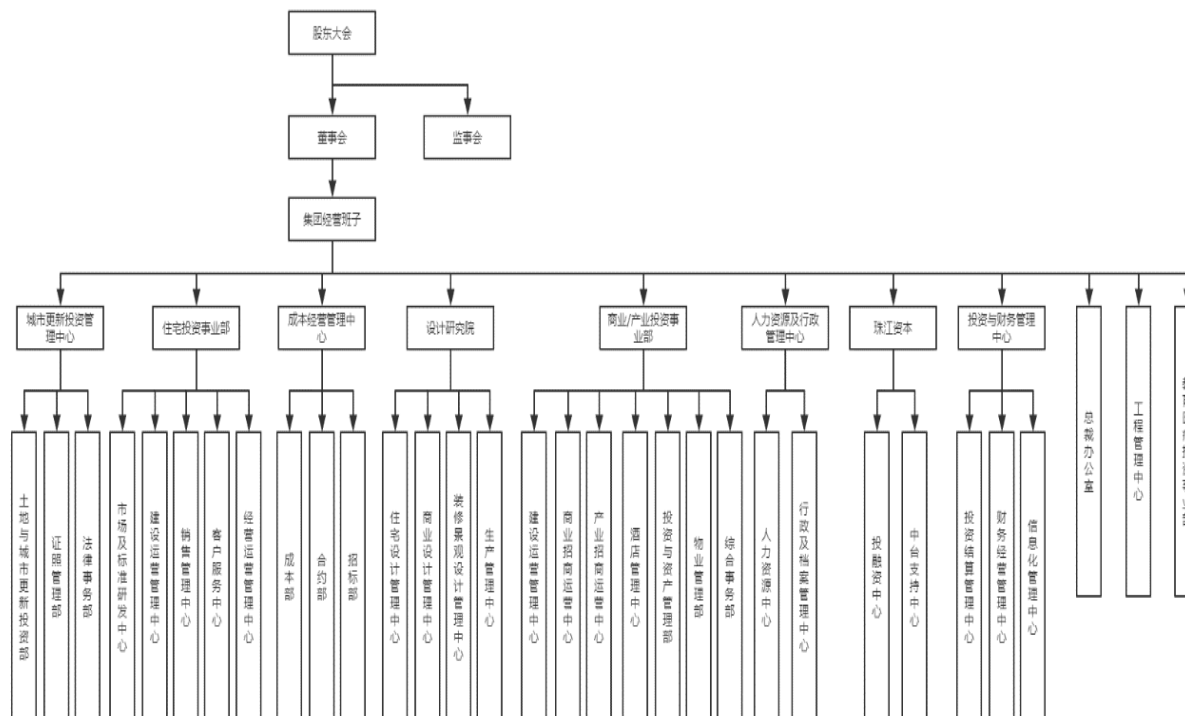 股东大会
董事会
监事会
集团经营班子
城市更新投资管
理中心
住宅投资事业部
成本经营管理中
心
设计研究院
商业/产业投资事
业部
人力资源及行政
管理中心
珠江资本
投资与财务管理
中心
总裁办公室
工程管理中心
土地与城市更新投资部
证照管理部
法律事务部
市场及标准研发中心
建设运营管理中心
销售管理中心
客户服务中心
经营运营管理中心
成本部
合约部
招标部
住宅设计管理中心
商业设计管理中心
装修景观设计管理中心
生产管理中心
建设运营管理中心
商业招商运营中心
产业招商运营中心
酒店管理中心
投资与资产管理部
物业管理部
综合事务部
人力资源中心
行政及档案管理中心
投融资中心
中台支持中心
投资结算管理中心
财务经营管理中心
信息化管理中心